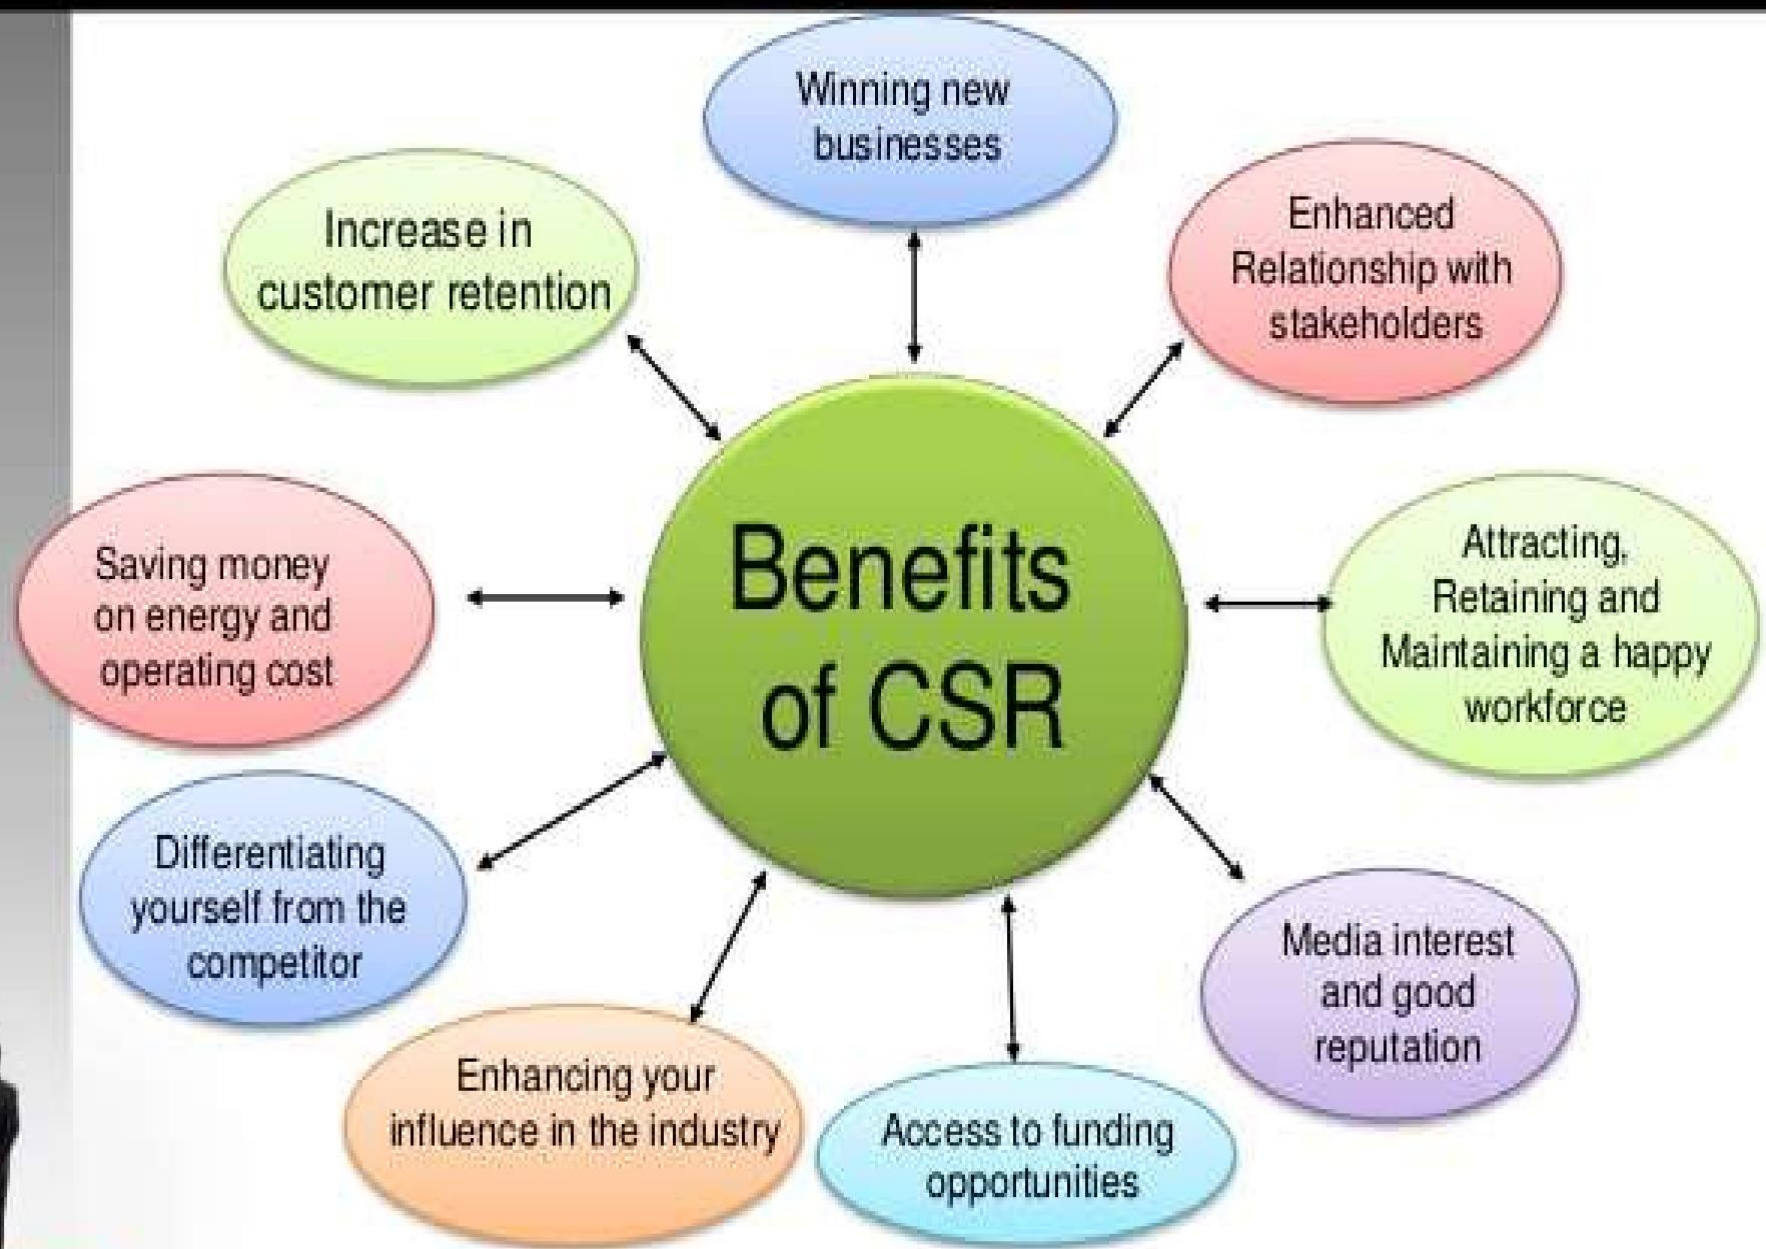 Winning new
businesses
Enhanced
Relationship with
stakeholders
Attracting,
Retaining and
Maintaining a happy
workforce
Media interest
and good
reputation
Access to funding
opportunities
Enhancing your
influence in the industry
Differentiating
yourself from the
competitor
Saving money
on energy and
operating cost
Increase in
customer retention
Benefits
of CSR